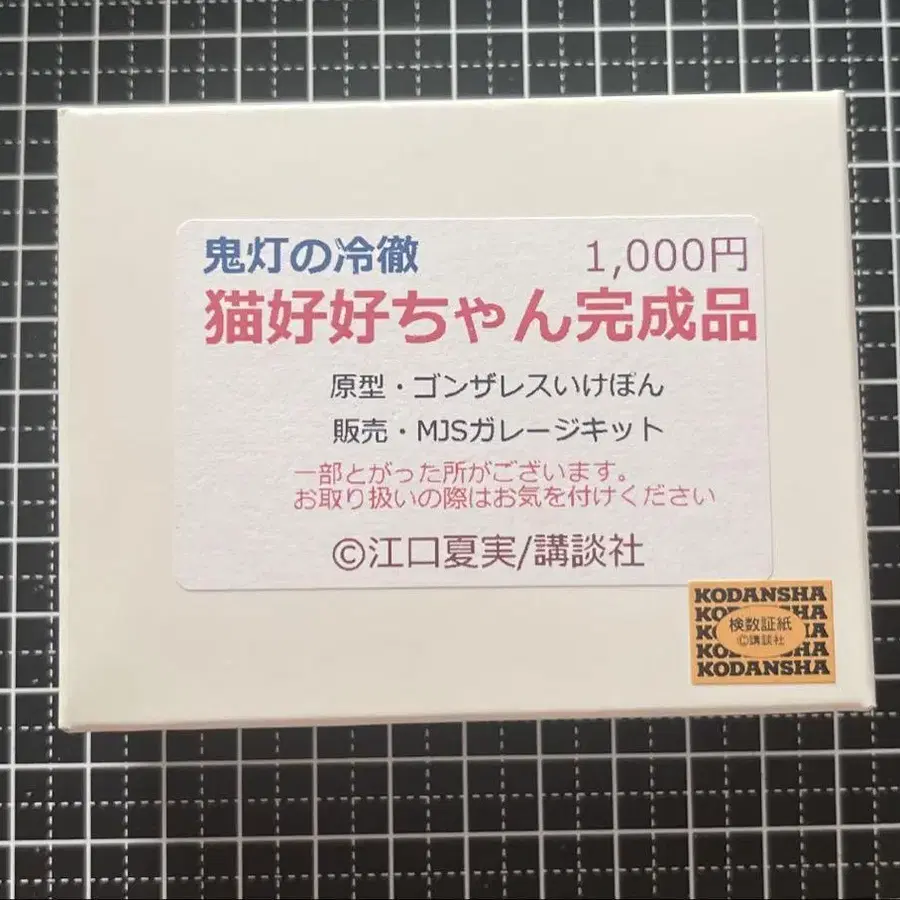 鬼灯の冷徹 1,000円
猫好好ちゃん完成品
原型・ゴンザレスいけぽん
販売・MJSガレージキット
一部とがった所がございます。
お取り扱いの際はお気を付けください
©江口夏実/講談社
KODANSHA
検数証紙
©講談社
KODANSHA